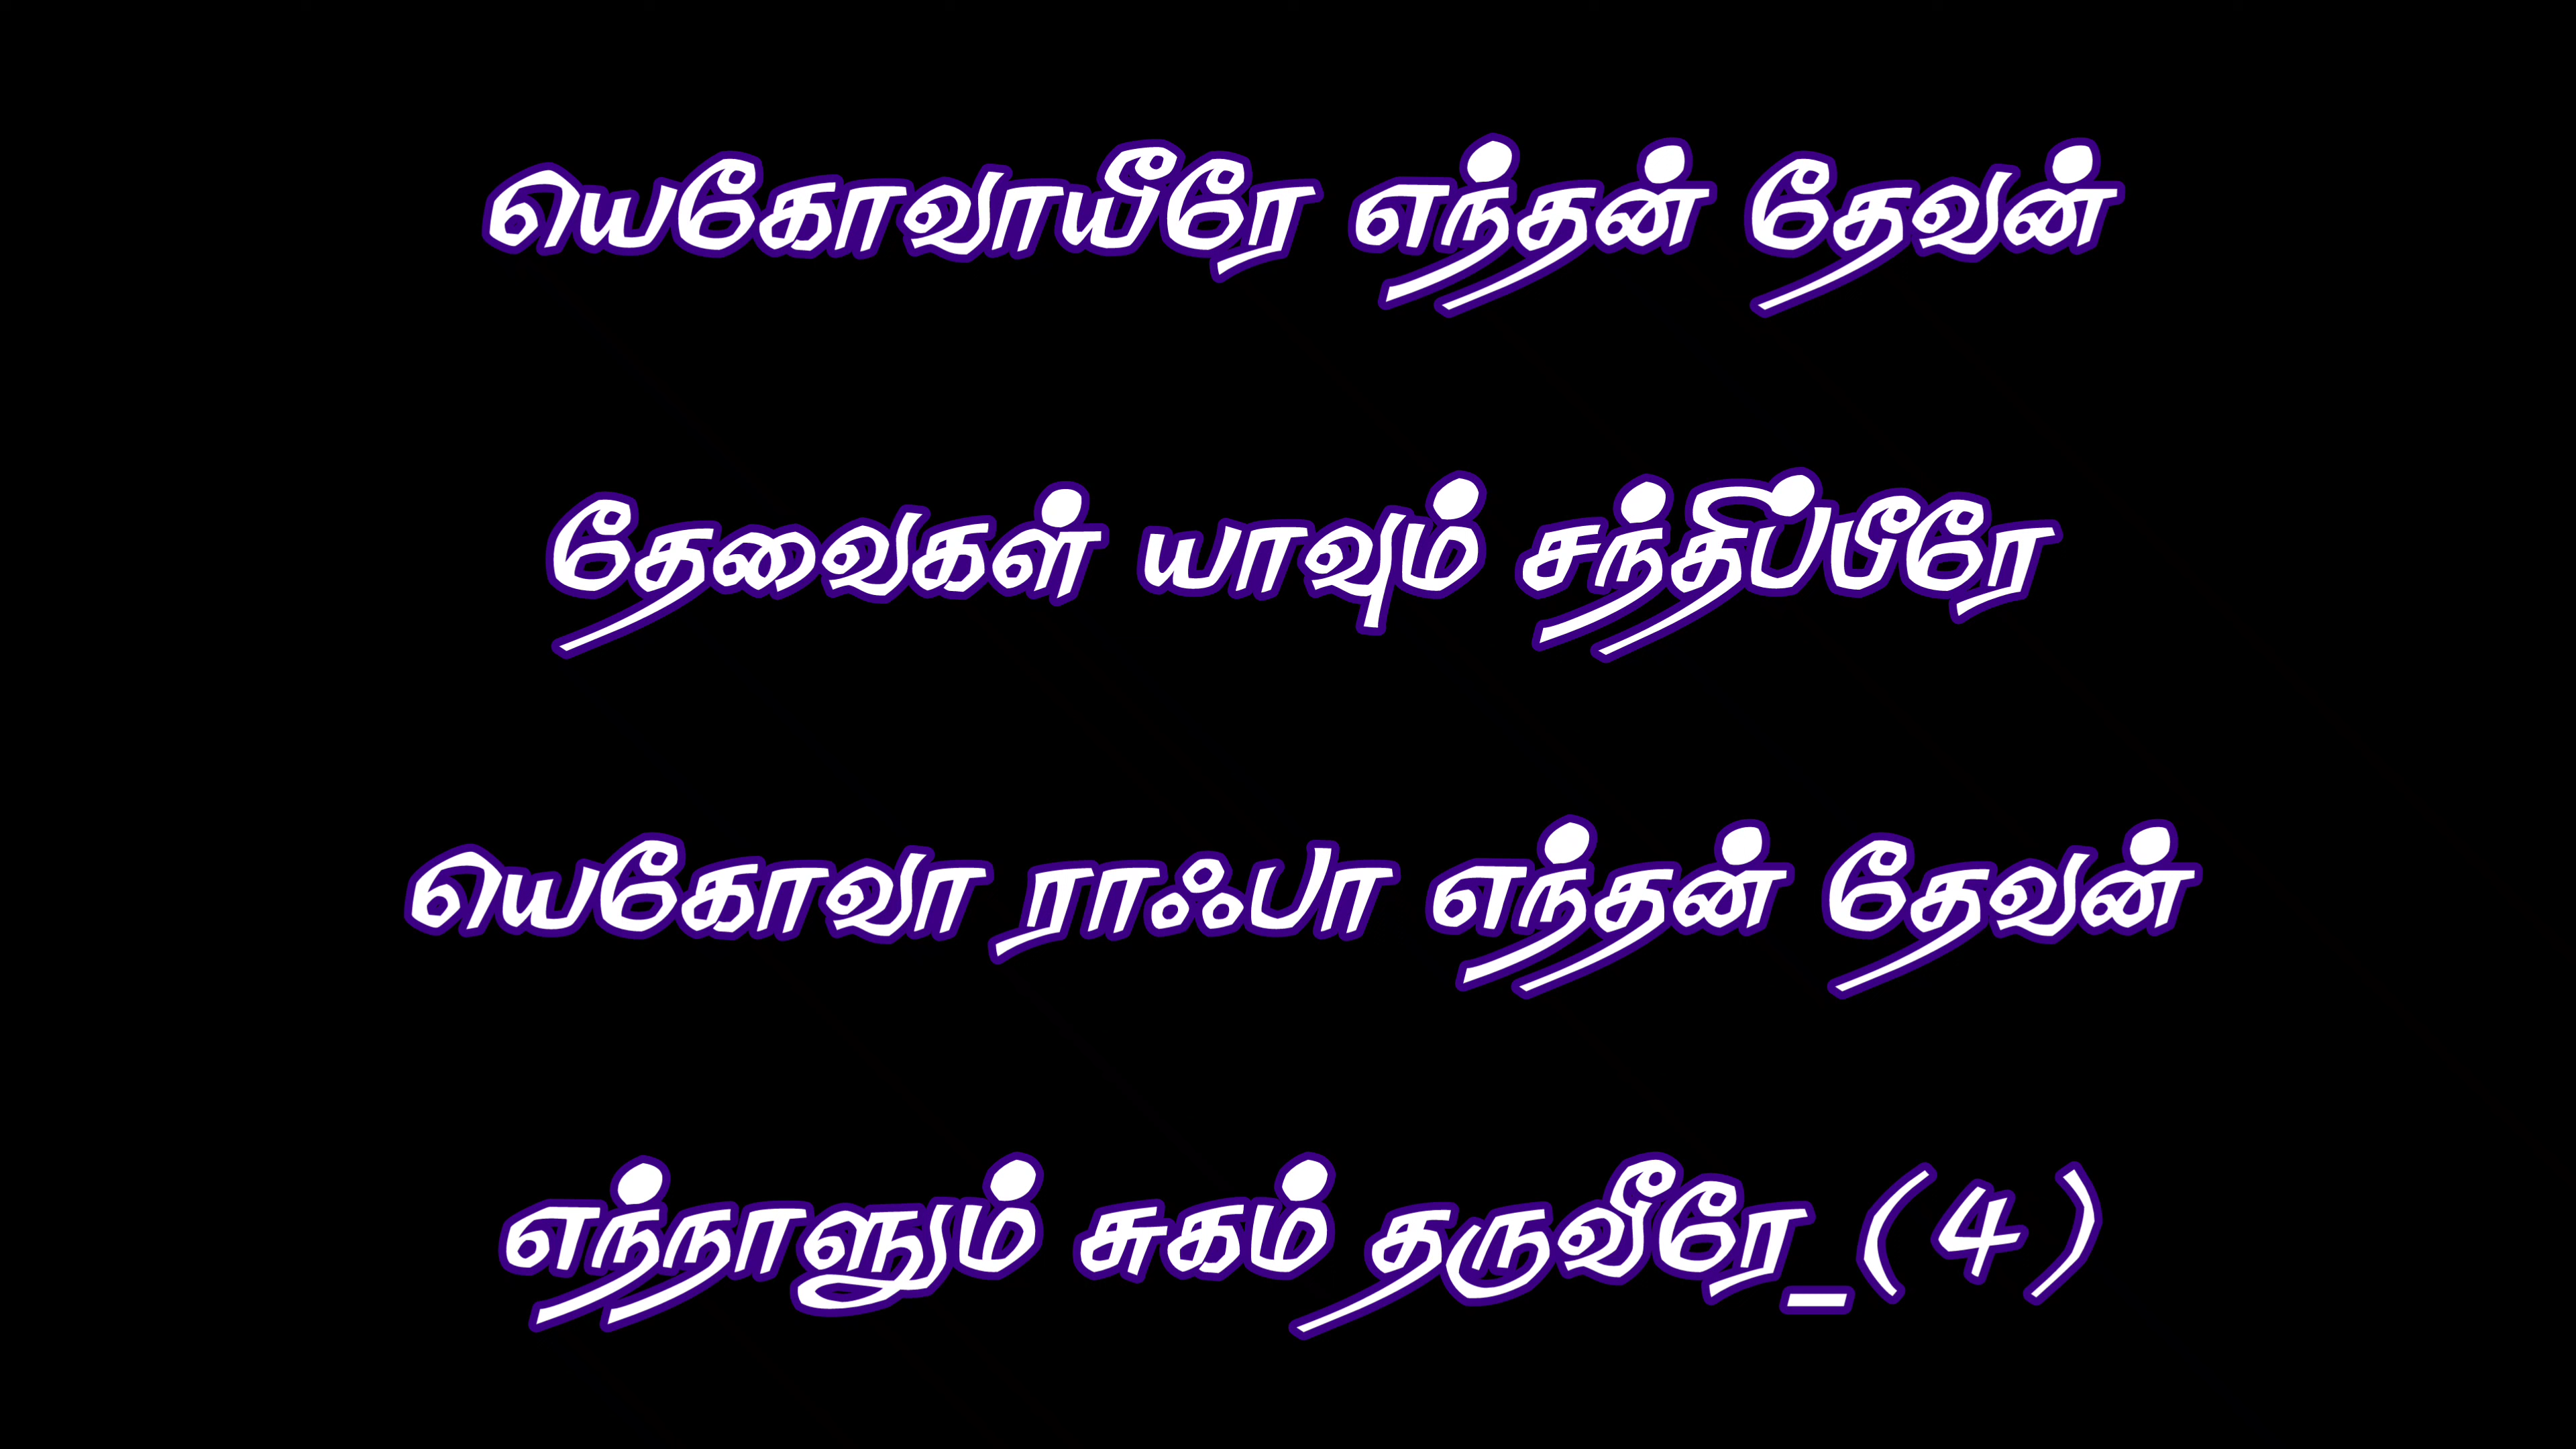 யெகோவாயீரே எந்தன் தேவன்
தேவைகள் யாவும் சந்திப்பீரே
யெகோவா ராஃபா எந்தன் தேவன்
எந்நாளும் சுகம் தருவீரே_(4)